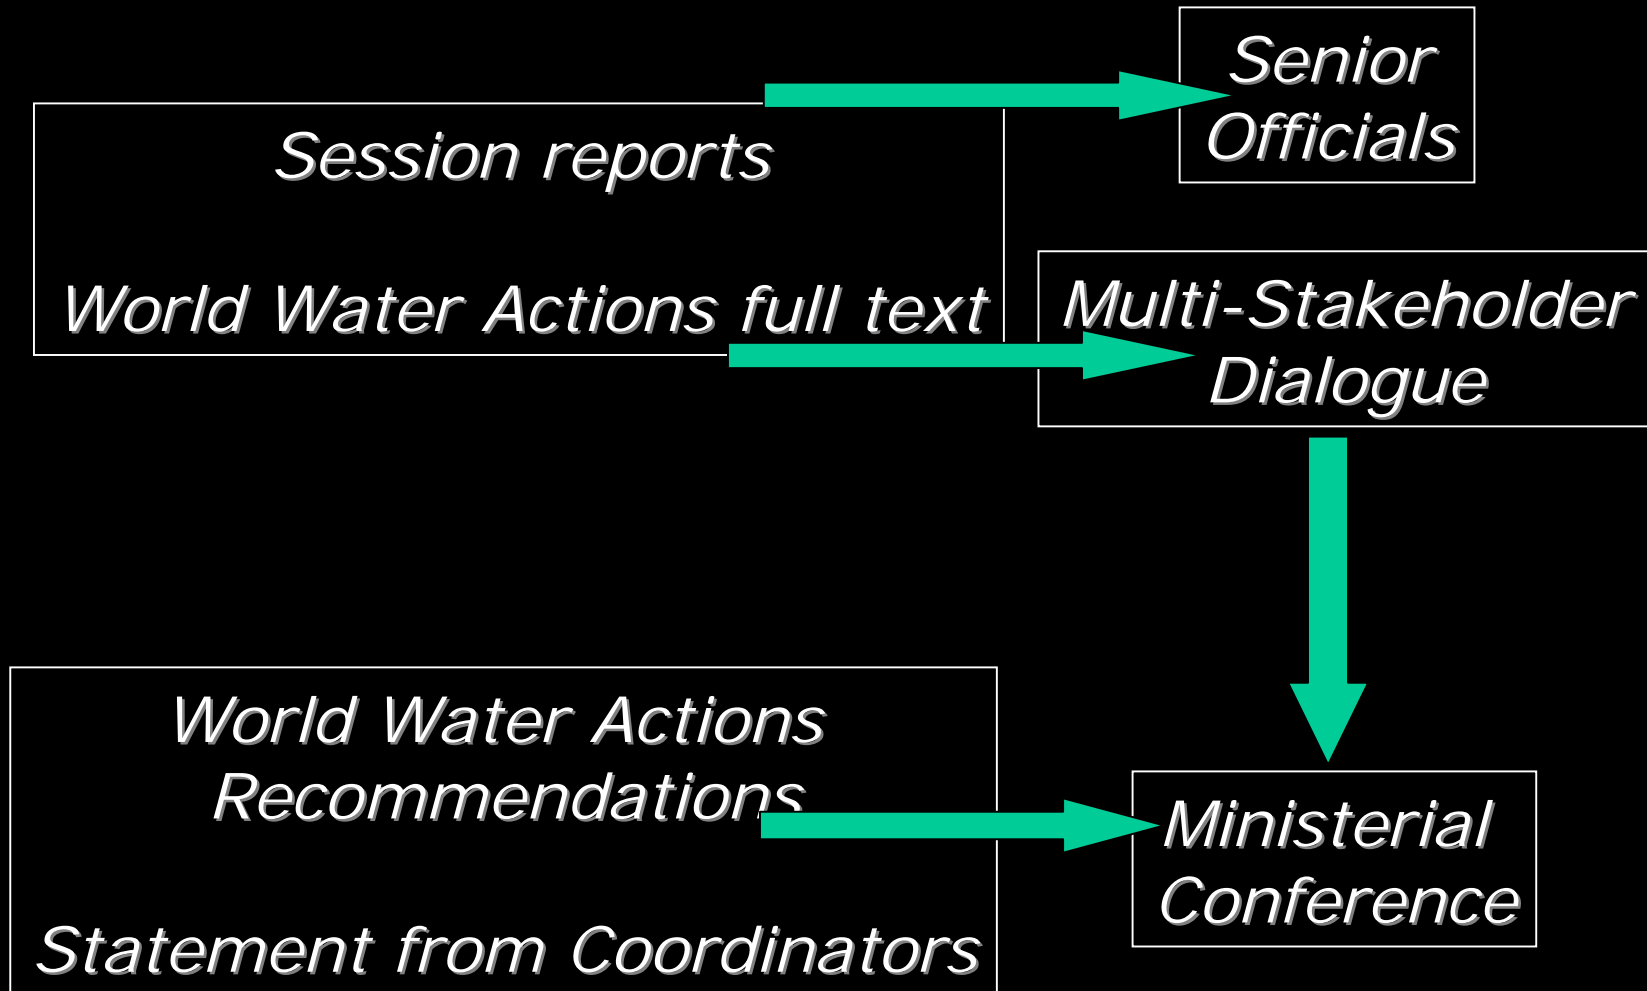 Senior
Officials
Session reports
World Water Actions full text
Multi-Stakeholder
Dialogue
World Water Actions
Recommendations
Statement from Coordinators
Ministerial
Conference